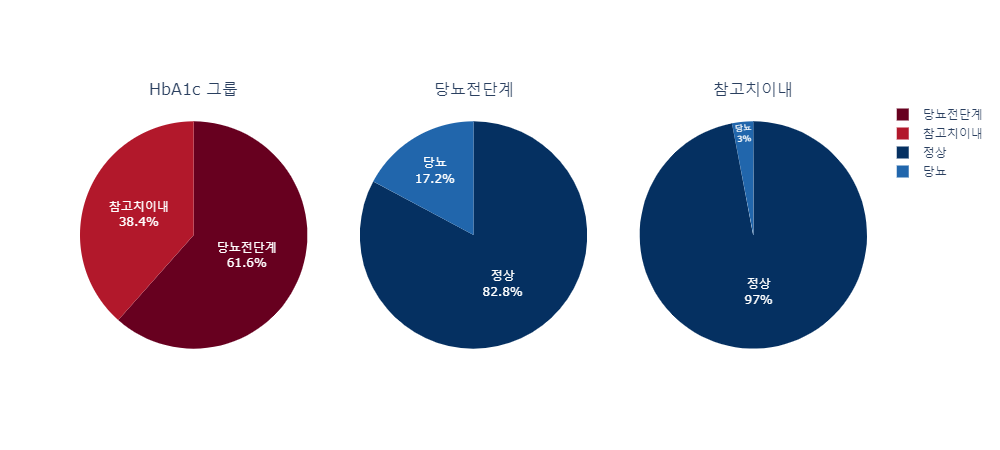 HbA1c 그룹
당뇨전단계
참고치이내
참고치이내
38.4%
당뇨전단계
61.6%
당뇨
17.2%
정상
82.8%
당뇨
3%
정상
97%
당뇨전단계
참고치이내
정상
당뇨